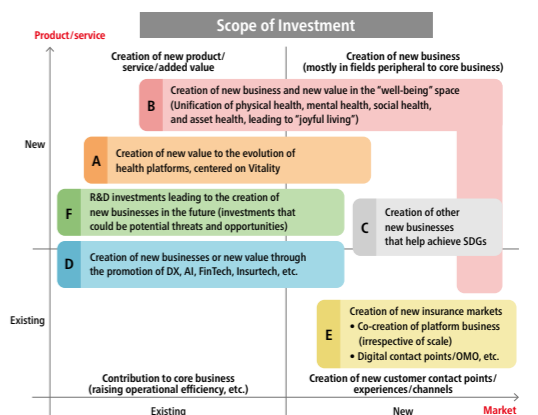 Scope of Investment
Product/service
Creation of new product/
service/added value
Creation of new business
(mostly in fields peripheral to core business)
B
Creation of new business and new value in the “well-being” space
(Unification of physical health, mental health, social health,
and asset health, leading to “joyful living”)
New
A
Creation of new value to the evolution of
health platforms, centered on Vitality
F
R&D investments leading to the creation of
new businesses in the future (investments that
could be potential threats and opportunities)
C
Creation of other
new businesses
that help achieve SDGs
D
Creation of new businesses or new value through
the promotion of DX, AI, FinTech, Insurtech, etc.
Existing
E
Creation of new insurance markets
• Co-creation of platform business
(irrespective of scale)
• Digital contact points/OMO, etc.
Contribution to core business
(raising operational efficiency, etc.)
Creation of new customer contact points/
experiences/channels
Existing
New
Market